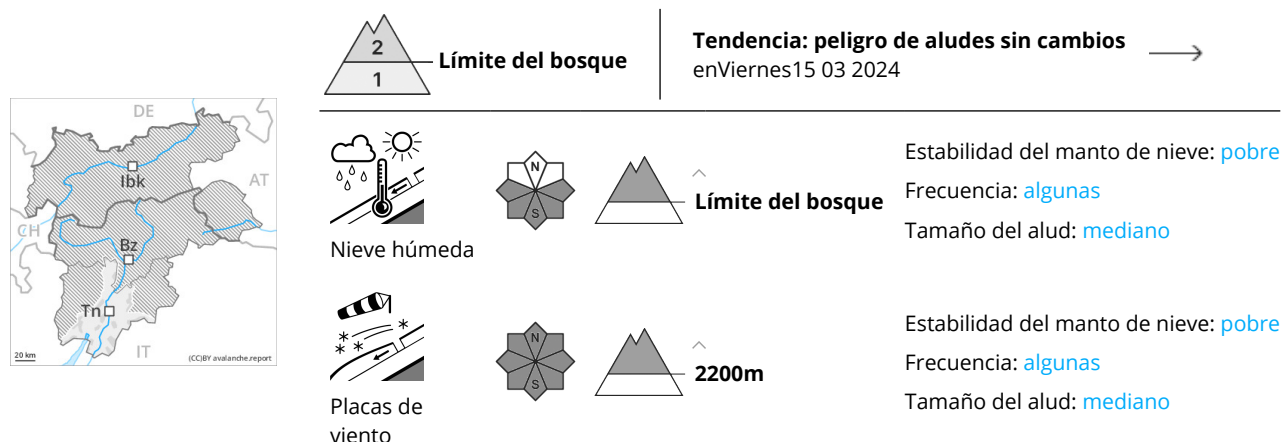 2
1
Límite del bosque
Tendencia: peligro de aludes sin cambios
enViernes15 03 2024
DE
Ibk
AT
CH
Bz
Tn
IT
20 km
(CC)BY avalanche.report
Nieve húmeda
N
S
Límite del bosque
Estabilidad del manto de nieve: pobre
Frecuencia: algunas
Tamaño del alud: mediano
Placas de
viento
N
S
2200m
Estabilidad del manto de nieve: pobre
Frecuencia: algunas
Tamaño del alud: mediano